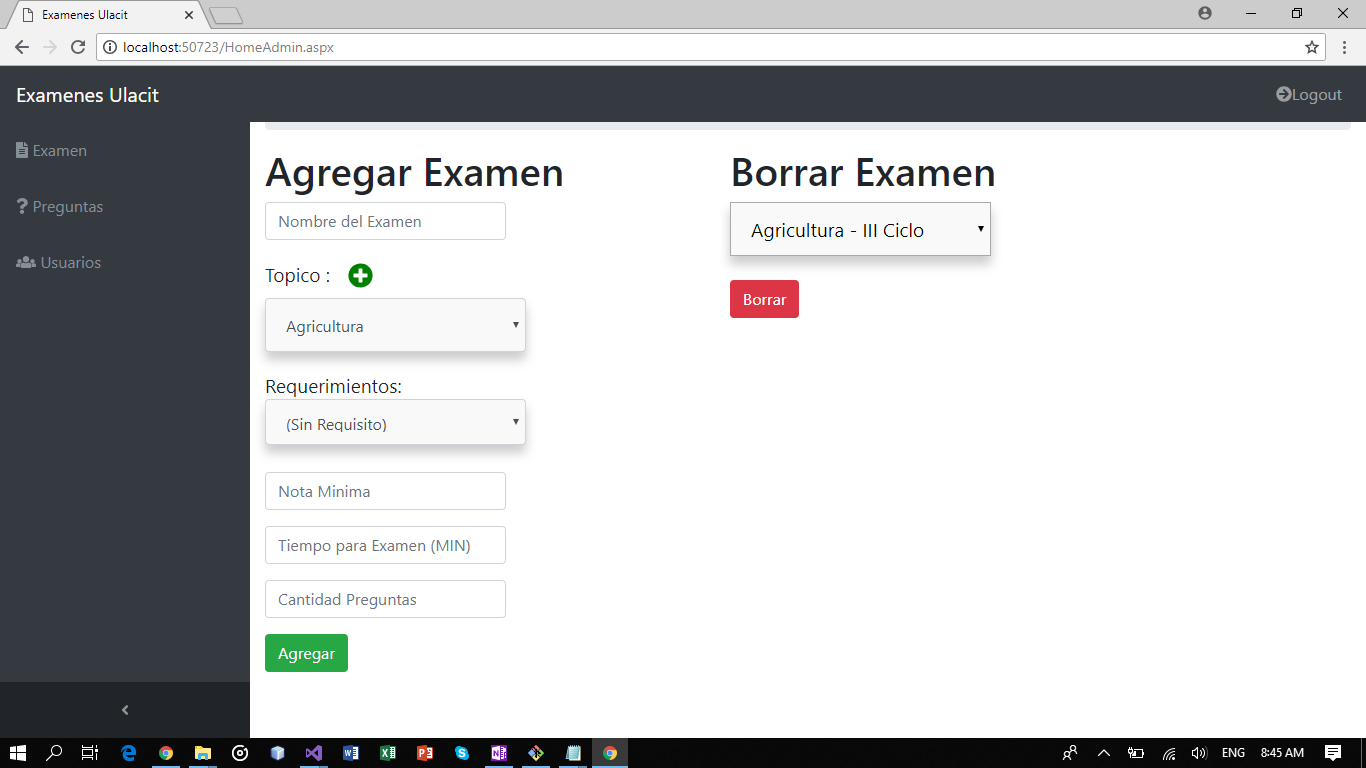 Examenes Ulacit
localhost:50723/HomeAdmin.aspx
Examenes Ulacit
Logout
Examen
Preguntas
Usuarios
Agregar Examen
Nombre del Examen
Topico :
Agricultura
Requerimientos:
(Sin Requisito)
Nota Minima
Tiempo para Examen (MIN)
Cantidad Preguntas
Agregar
Borrar Examen
Agricultura - III Ciclo
Borrar
ENG
8:45 AM